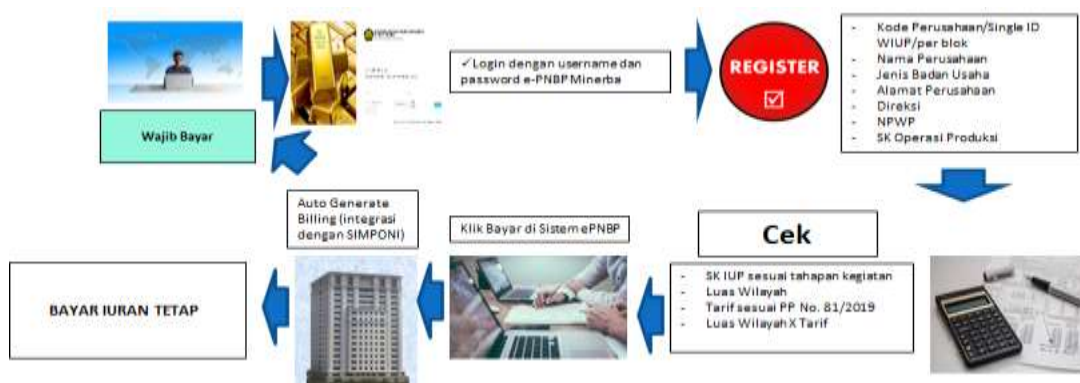 Wajib Bayar
✓Login dengan username dan
password e-PNBP Minerba
REGISTER
- Kode Perusahaan/Single ID
WIUP/per blok
- Nama Perusahaan
- Jenis Badan Usaha
- Alamat Perusahaan
- Direksi
- NPWP
- SK Operasi Produksi
Cek
- SK IUP sesuai tahapan kegiatan
- Luas Wilayah
- Tarif sesuai PP No. 81/2019
- Luas Wilayah X Tarif
Klik Bayar di Sistem ePNBP
Auto Generate
Billing (integrasi
dengan SIMPONI)
BAYAR IURAN TETAP